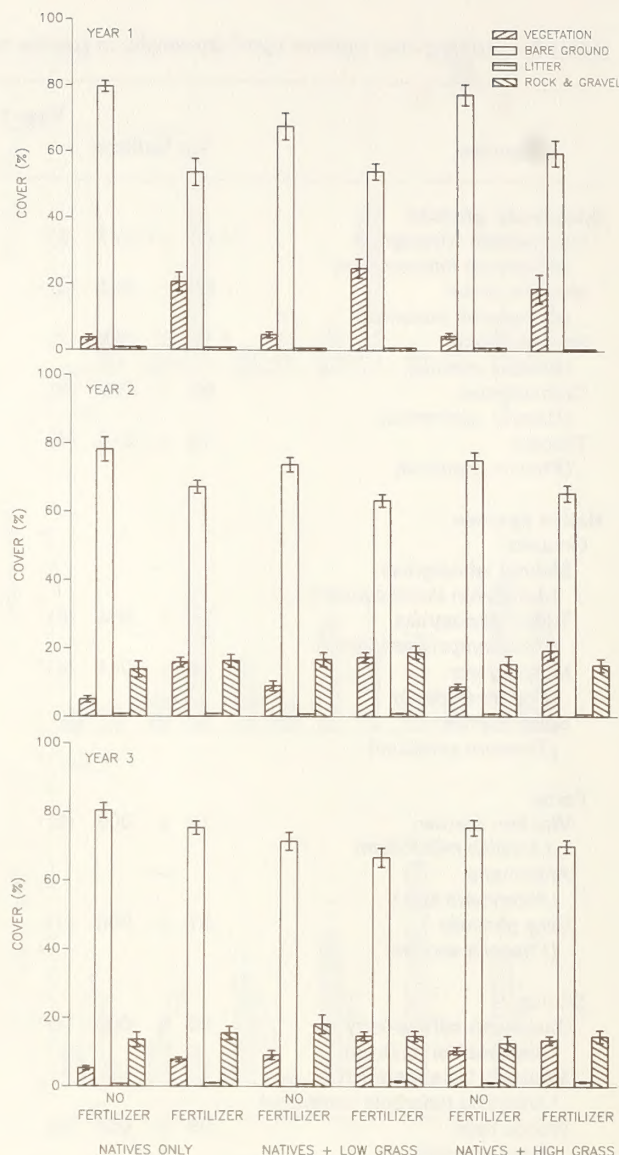 100
80
60
40
20
0
COVER (%)
YEAR 1
VEGETATION
BARE GROUND
LITTER
ROCK & GRAVEL
100
80
60
40
20
0
COVER (%)
YEAR 2
100
80
60
40
20
0
COVER (%)
YEAR 3
NO FERTILIZER
FERTILIZER
NO FERTILIZER
FERTILIZER
NO FERTILIZER
FERTILIZER
NATIVES ONLY
NATIVES + LOW GRASS
NATIVES + HIGH GRASS